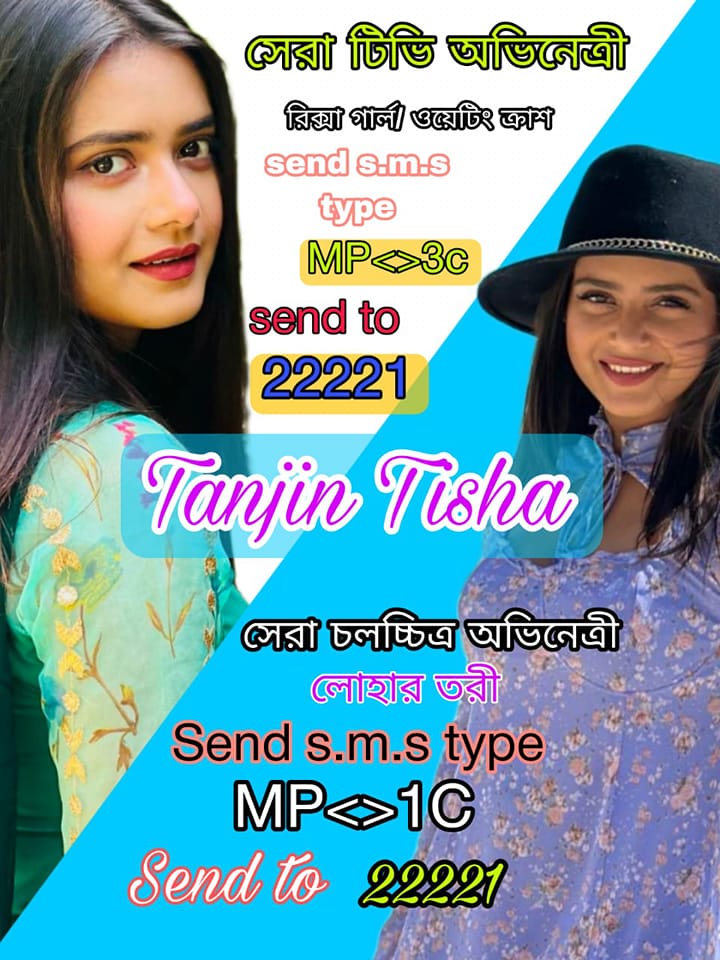 সেরা টিভি অভিনেত্রী
রিক্সা গার্ল/ ওয়েটিং ক্রাশ
send s.m.s
type
MP<>3c
send to
22221
Tanjin Tisha
সেরা চলচ্চিত্র অভিনেত্রী
লোহার তরী
Send s.m.s type
MP<>1C
Send to 22221